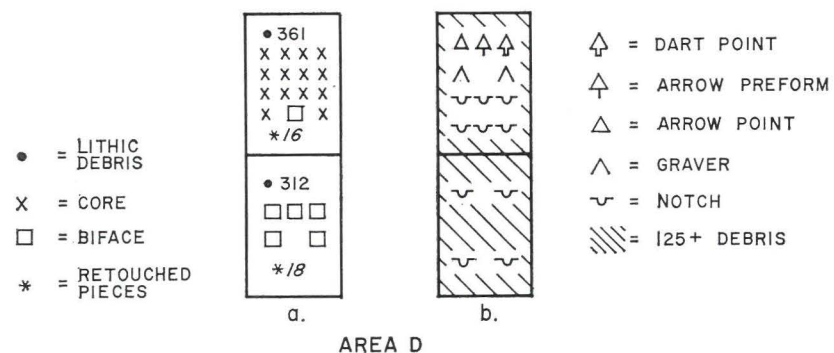 ● 361
X X X X
X X X X
X X X X
X □ X
*16
● 312
*18
a.
b.
● = LITHIC
DEBRIS
X = CORE
□ = BIFACE
* = RETOUCHED
PIECES
= DART POINT
= ARROW PREFORM
= ARROW POINT
= GRAVER
= NOTCH
= 125+ DEBRIS
AREA D